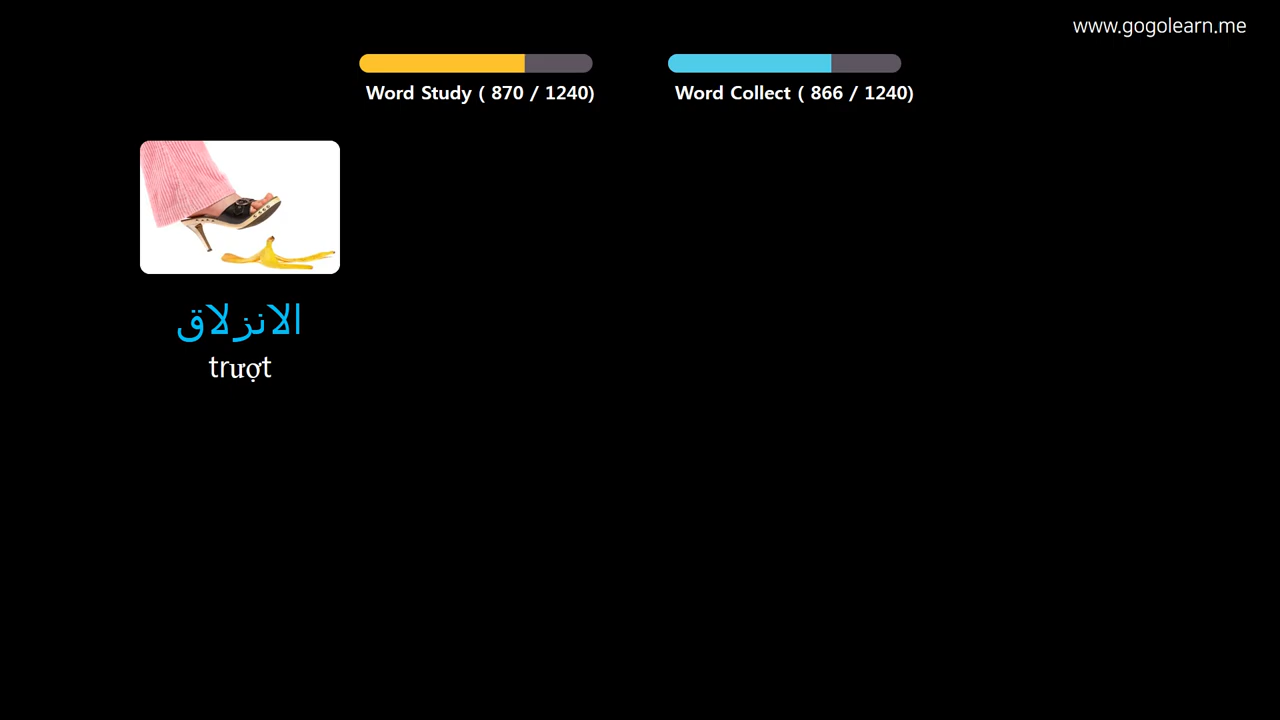 www.gogolearn.me
Word Study ( 870 / 1240)
Word Collect ( 866 / 1240)
الانزلاق
trượt